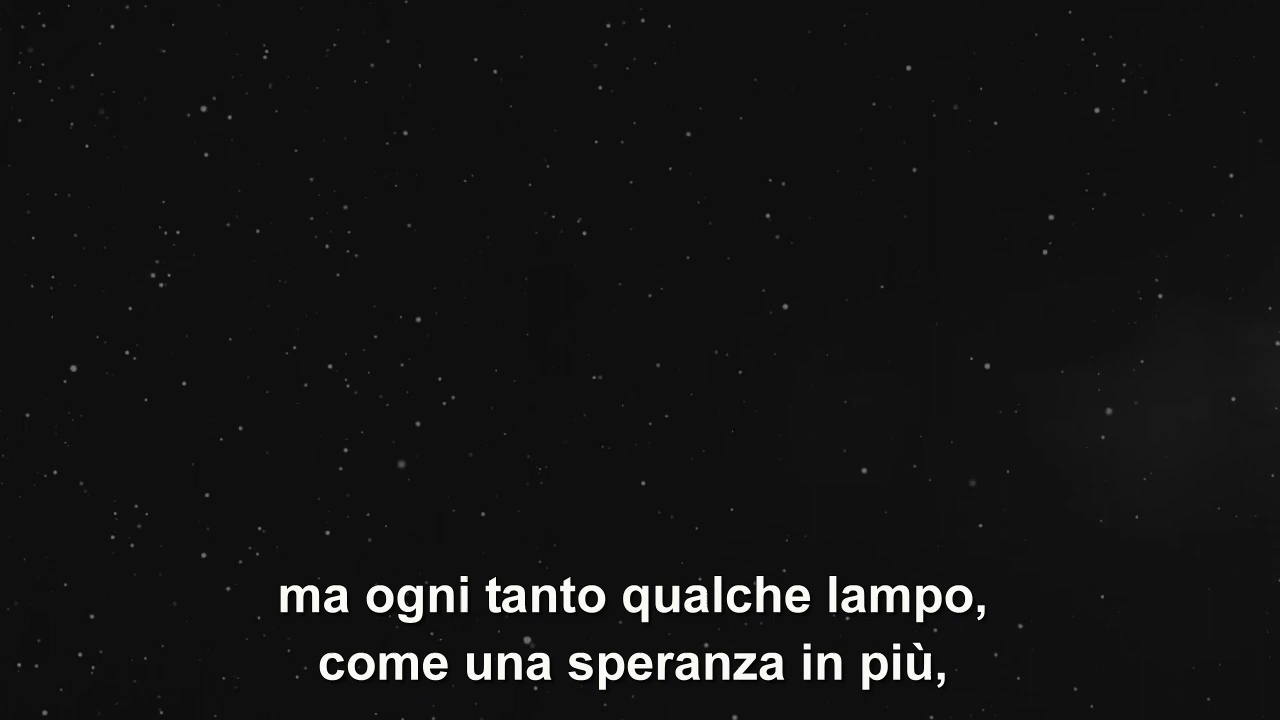 ma ogni tanto qualche lampo,
come una speranza in più,